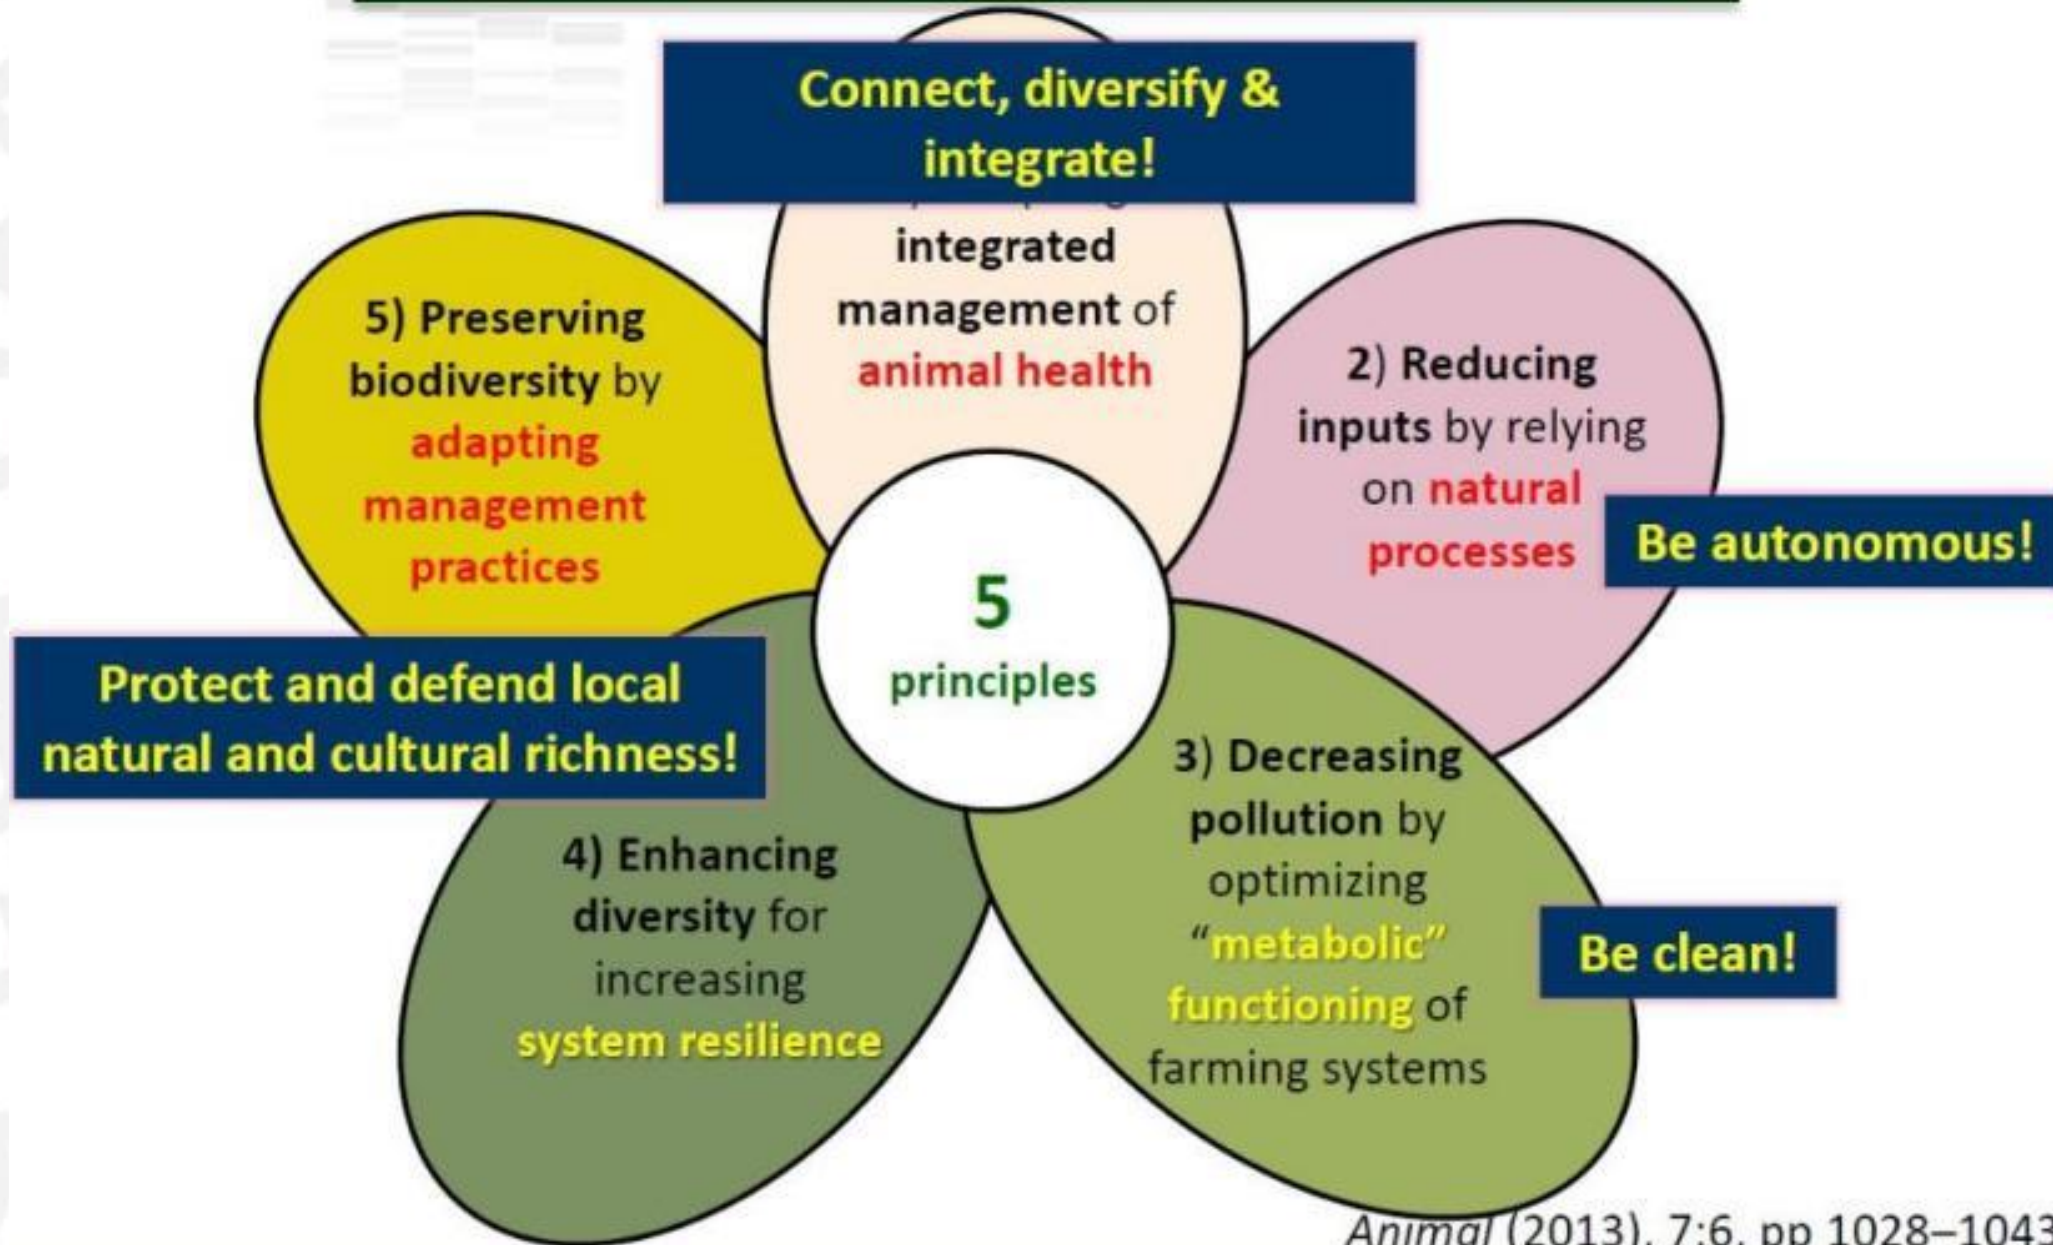 Connect, diversify &
integrate!
integrated
management of
animal health
5) Preserving
biodiversity by
adapting
management
practices
2) Reducing
inputs by relying
on natural
processes
Be autonomous!
5
principles
Protect and defend local
natural and cultural richness!
3) Decreasing
pollution by
optimizing
“metabolic”
functioning of
farming systems
Be clean!
4) Enhancing
diversity for
increasing
system resilience
Animal (2013), 7:6, pp 1028–1043